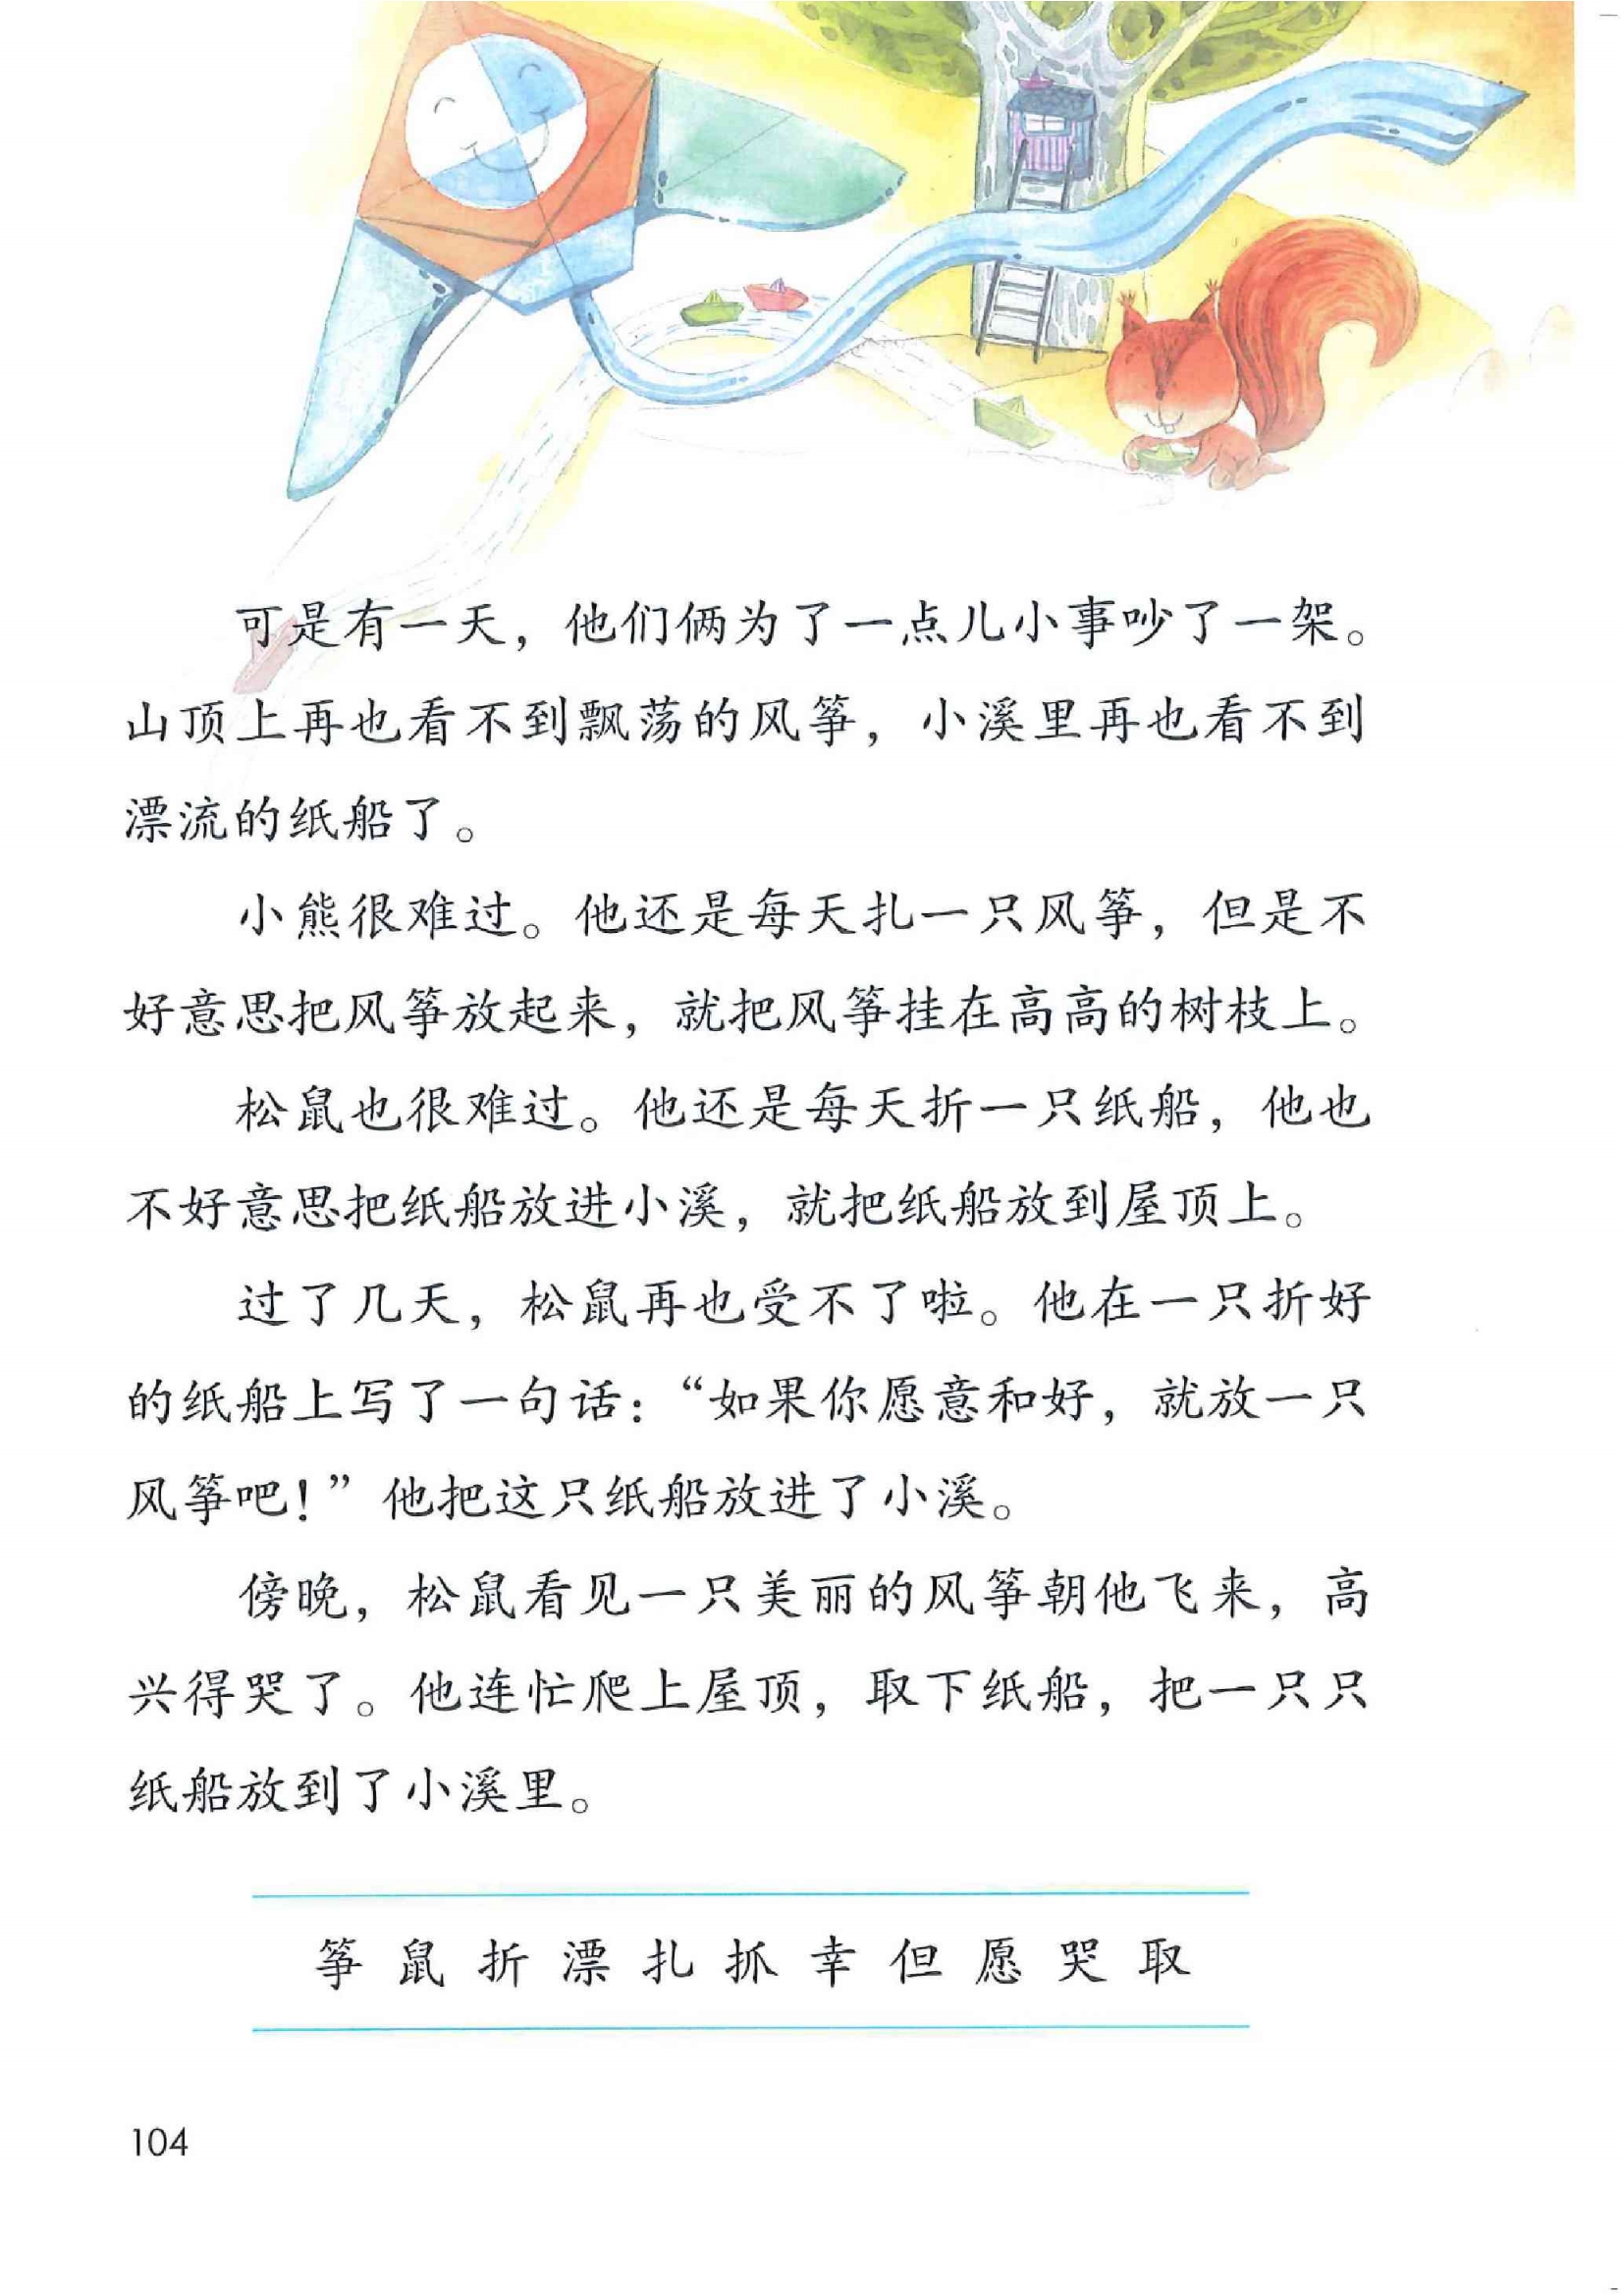 可是有一天，他们俩为了一点儿小事吵了一架。
山顶上再也看不到飘荡的风筝，小溪里再也看不到
漂流的纸船了。
小熊很难过。他还是每天扎一只风筝，但是不
好意思把风筝放起来，就把风筝挂在高高的树枝上。
松鼠也很难过。他还是每天折一只纸船，他也
不好意思把纸船放进小溪，就把纸船放到屋顶上。
过了几天，松鼠再也受不了啦。他在一只折好
的纸船上写了一句话：“如果你愿意和好，就放一只
风筝吧！”他把这只纸船放进了小溪。
傍晚，松鼠看见一只美丽的风筝朝他飞来，高
兴得哭了。他连忙爬上屋顶，取下纸船，把一只只
纸船放到了小溪里。
筝 鼠 折 漂 扎 抓 幸 但 愿 哭 取
104